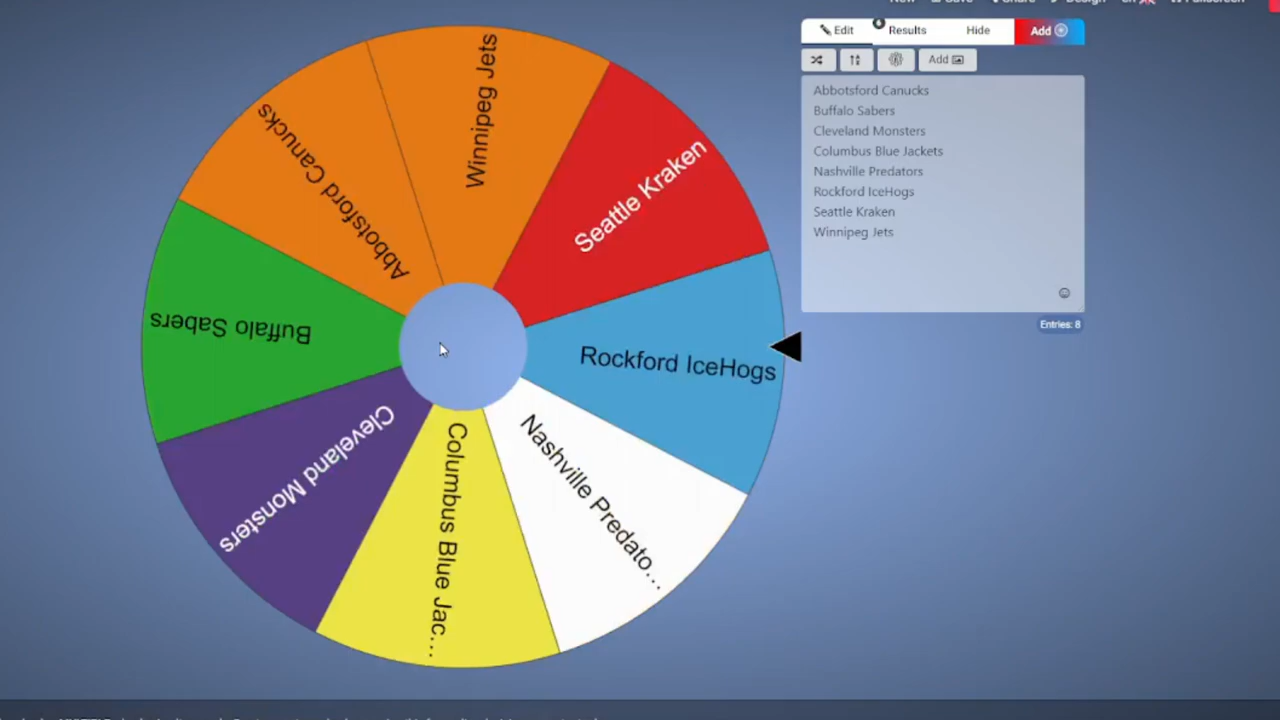 Edit
Results
Hide
Add
Add
Abbotsford Canucks
Buffalo Sabers
Cleveland Monsters
Columbus Blue Jackets
Nashville Predators
Rockford IceHogs
Seattle Kraken
Winnipeg Jets
Entries: 8
Winnipeg Jets
Seattle Kraken
Rockford IceHogs
Nashville Predato...
Columbus Blue Jac...
Cleveland Monsters
Buffalo Sabers
Abbotsford Canucks